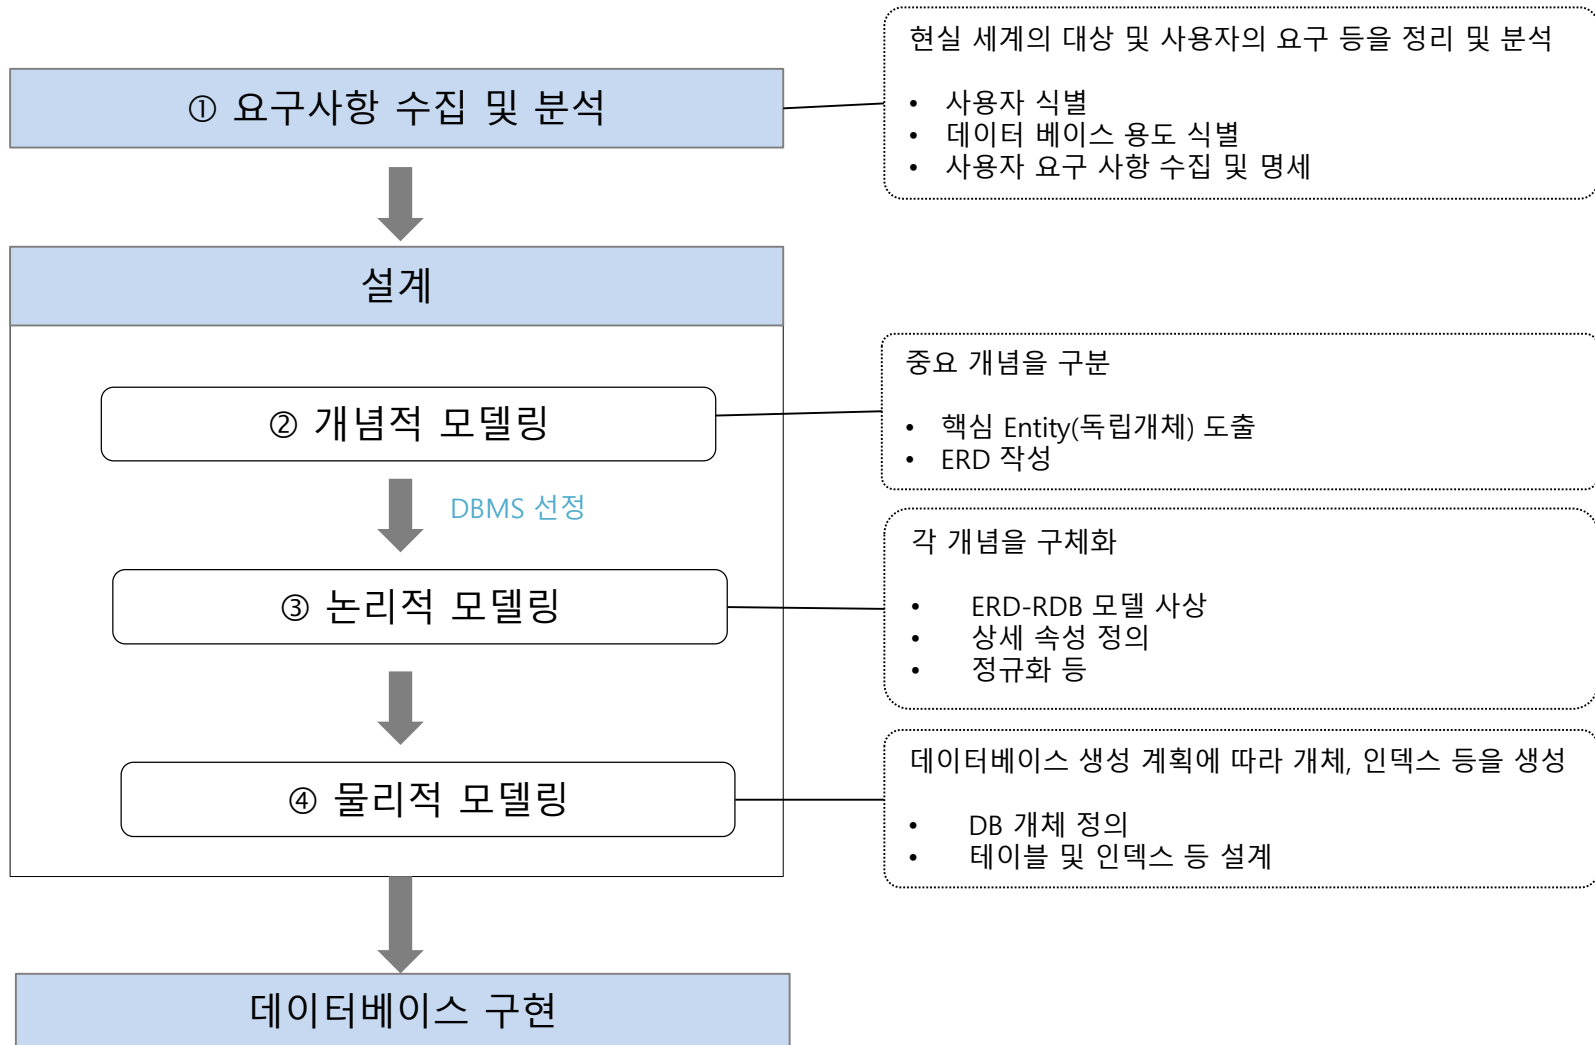 현실 세계의 대상 및 사용자의 요구 등을 정리 및 분석
① 요구사항 수집 및 분석
• 사용자 식별
• 데이터 베이스 용도 식별
• 사용자 요구 사항 수집 및 명세
설계
중요 개념을 구분
② 개념적 모델링
• 핵심 Entity(독립개체) 도출
• ERD 작성
DBMS 선정
각 개념을 구체화
③ 논리적 모델링
• ERD-RDB 모델 사상
• 상세 속성 정의
• 정규화 등
데이터베이스 생성 계획에 따라 개체, 인덱스 등을 생성
④ 물리적 모델링
• DB 개체 정의
• 테이블 및 인덱스 등 설계
데이터베이스 구현